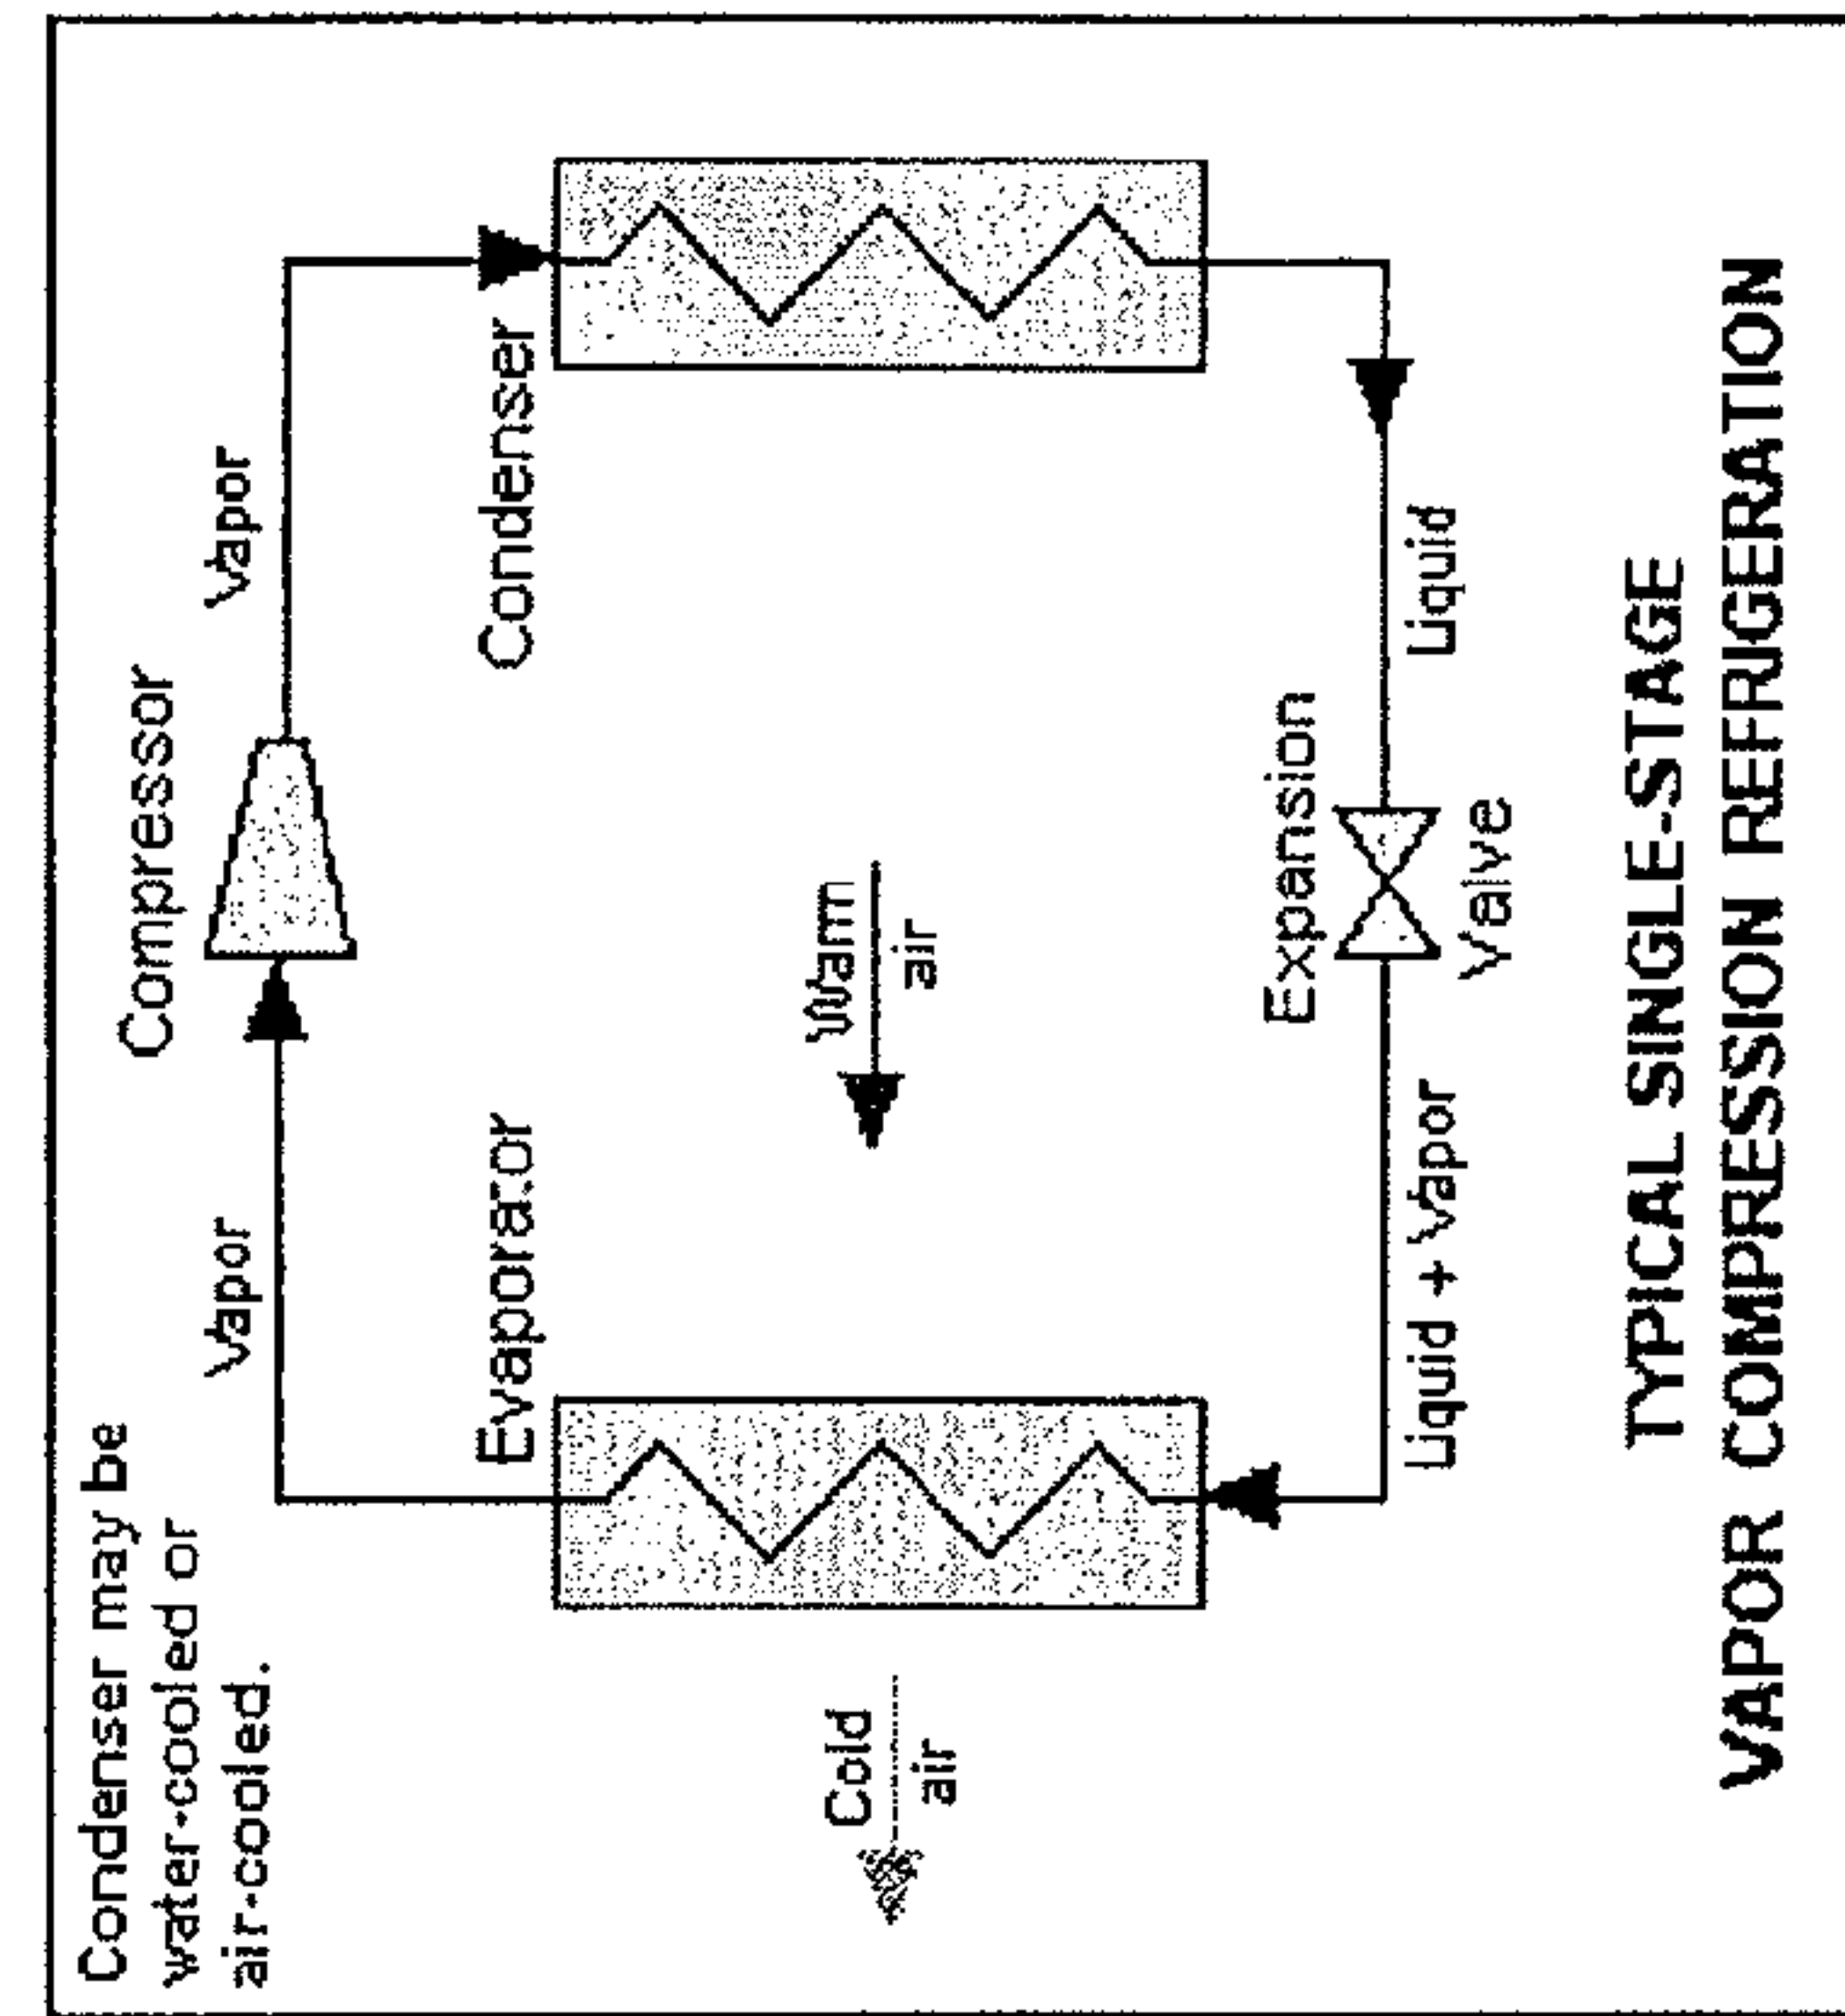 Condenser may be
water-cooled or
air-cooled.
Compressor
Vapor
Vapor
Evaporator
Condenser
Cold
air
Warm
air
Expansion
Valve
Liquid + Vapor
Liquid
TYPICAL SINGLE-STAGE
VAPOR COMPRESSION REFRIGERATION